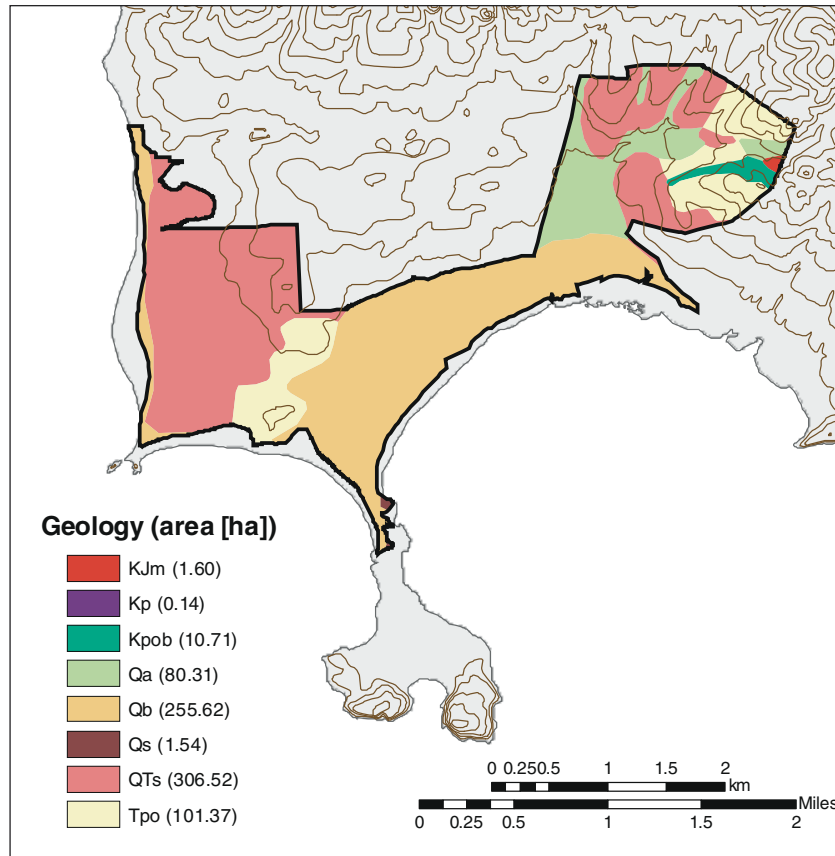 Geology (area [ha])
KJm (1.60)
Kp (0.14)
Kpob (10.71)
Qa (80.31)
Qb (255.62)
Qs (1.54)
QTs (306.52)
Tpo (101.37)
0 0.250.5 1 1.5 2
km
Miles
0 0.25 0.5 1 1.5 2